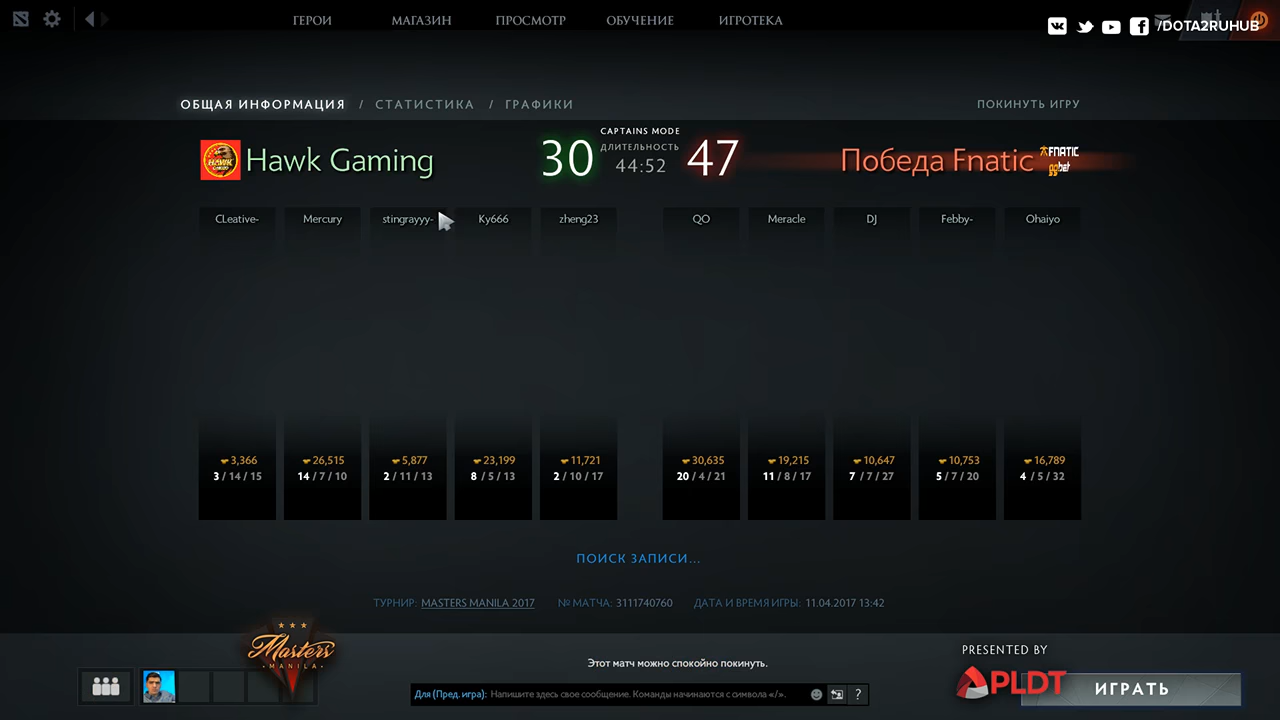 ГЕРОИ МАГАЗИН ПРОСМОТР ОБУЧЕНИЕ ИГРОТЕКА
/DOTA2RUHUB
ОБЩАЯ ИНФОРМАЦИЯ / СТАТИСТИКА / ГРАФИКИ ПОКИНУТЬ ИГРУ
CAPTAINS MODE
ДЛИТЕЛЬНОСТЬ
44:52
HAWK
Hawk Gaming 30 47 Победа Fnatic
FNATIC
ggbet
CLeative- Mercury stingrayyy- Ky666 zheng23 QO Meracle DJ Febby- Ohaiyo
3,366 26,515 5,877 23,199 11,721 30,635 19,215 10,647 10,753 16,789
3 / 14 / 15 14 / 7 / 10 2 / 11 / 13 8 / 5 / 13 2 / 10 / 17 20 / 4 / 21 11 / 8 / 17 7 / 7 / 27 5 / 7 / 20 4 / 5 / 32
ПОИСК ЗАПИСИ...
ТУРНИР: MASTERS MANILA 2017 № МАТЧА: 3111740760 ДАТА И ВРЕМЯ ИГРЫ: 11.04.2017 13:42
Masters
MANILA
Этот матч можно спокойно покинуть.
PRESENTED BY
PLDT
Для (Пред. игра): Напишите здесь свое сообщение. Команды начинаются с символа «/». ?
ИГРАТЬ